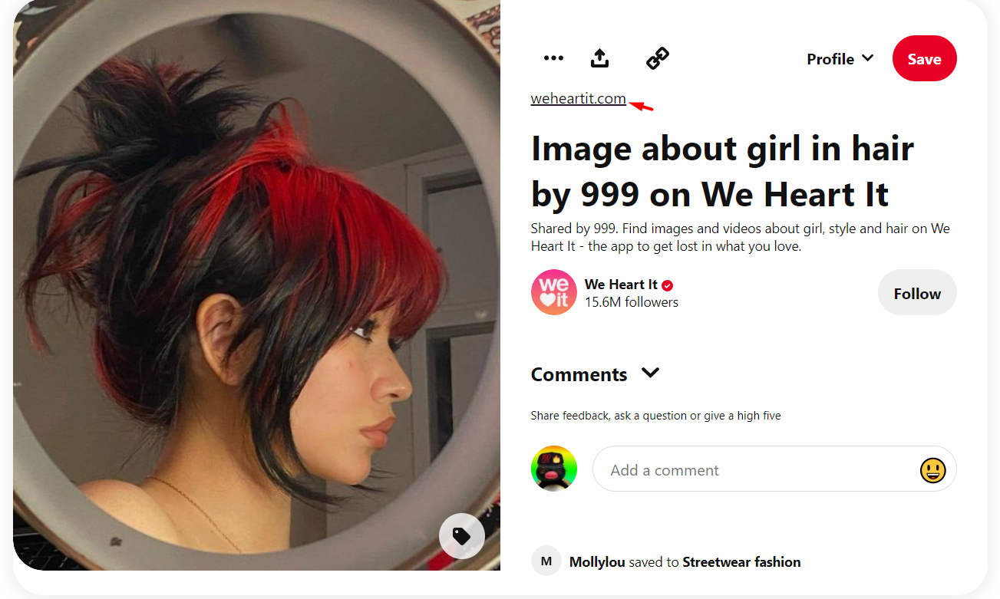 Profile
Save
weheartit.com
Image about girl in hair
by 999 on We Heart It
Shared by 999. Find images and videos about girl, style and hair on We
Heart It - the app to get lost in what you love.
we
it
We Heart It
15.6M followers
Follow
Comments
Share feedback, ask a question or give a high five
Add a comment
M
Mollylou saved to Streetwear fashion